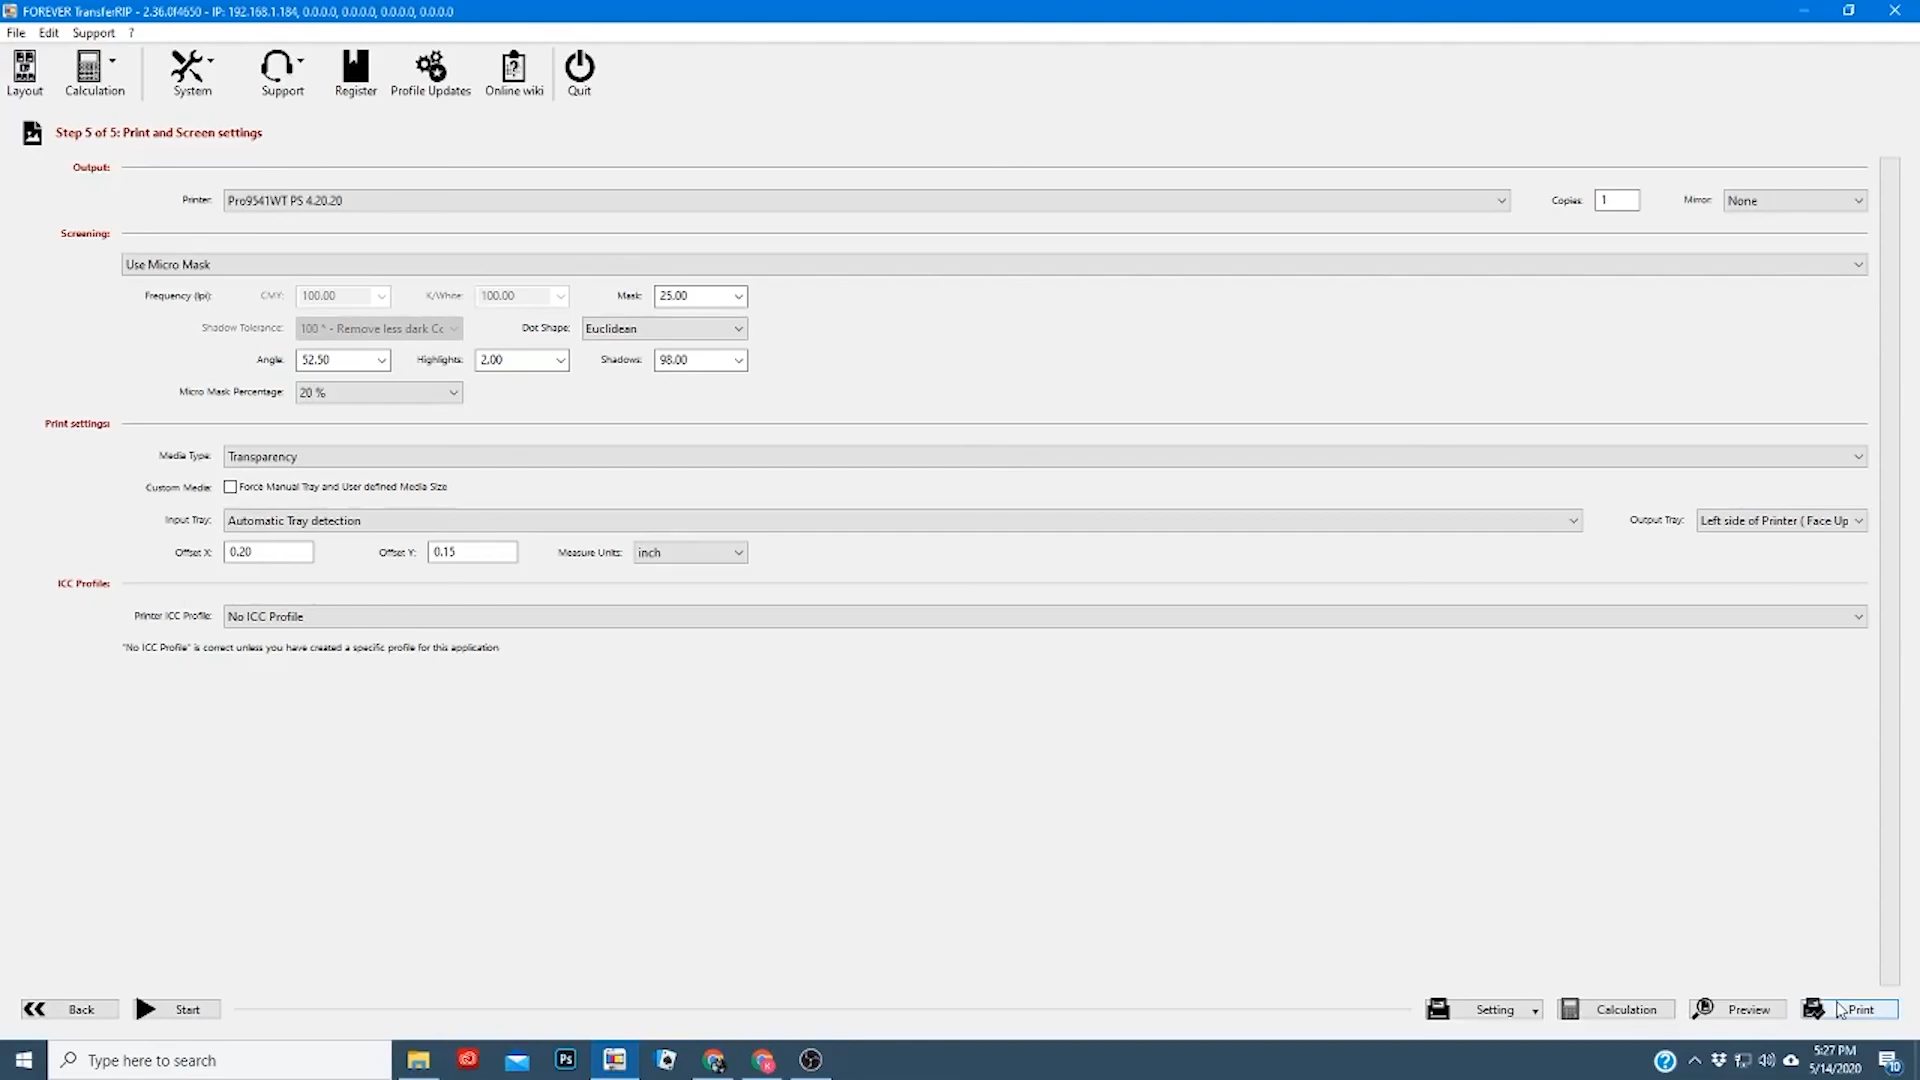 FOREVER TransferRIP - 2.36.0f4650 - IP: 192.168.1.184, 0.0.0.0, 0.0.0.0, 0.0.0.0
File Edit Support ?
Layout Calculation System Support Register Profile Updates Online wiki Quit
Step 5 of 5: Print and Screen settings
Output:
Printer: Pro9541WT PS 4.20.20 Copies: 1 Mirror: None
Screening:
Use Micro Mask
Frequency (lpi): CMY: 100.00 K/White: 100.00 Mask: 25.00
Shadow Tolerance: 100 * - Remove less dark Cc Dot Shape: Euclidean
Angle: 52.50 Highlights: 2.00 Shadows: 98.00
Micro Mask Percentage: 20 %
Print settings:
Media Type: Transparency
Custom Media: Force Manual Tray and User defined Media Size
Input Tray: Automatic Tray detection Output Tray: Left side of Printer ( Face Up
Offset X: 0.20 Offset Y: 0.15 Measure Units: inch
ICC Profile:
Printer ICC Profile: No ICC Profile
"No ICC Profile" is correct unless you have created a specific profile for this application
Back Start Setting Calculation Preview Print
Type here to search Ps
5:27 PM
5/14/2020 10